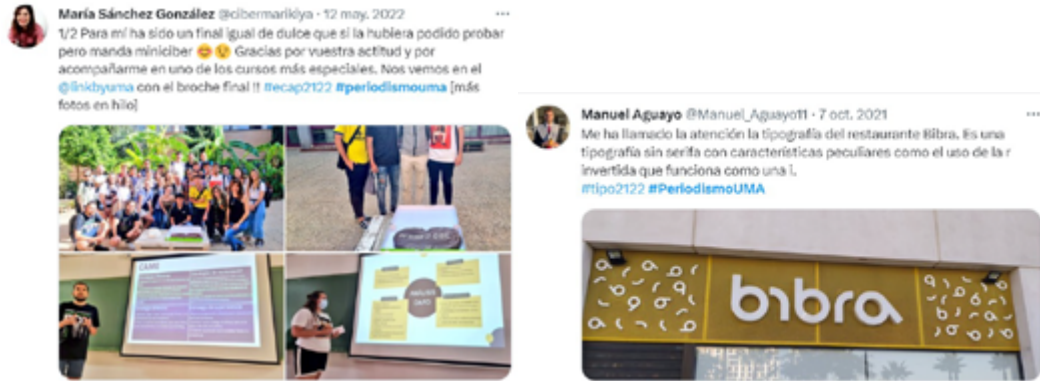 María Sánchez González @cibermarikiya · 12 may. 2022
1/2 Para mí ha sido un final igual de dulce que si la hubiera podido probar
pero manda miniciber 😍😉 Gracias por vuestra actitud y por
acompañarme en uno de los cursos más especiales. Nos vemos en el
@linkbyuma con el broche final !! #ecap2122 #periodismouma [más
fotos en hilo]
CAME
ANÁLISIS
DAFO
Manuel Aguayo @Manuel_Aguayo11 · 7 oct. 2021
Me ha llamado la atención la tipografía del restaurante Bibra. Es una
tipografía sin serifa con características peculiares como el uso de la r
invertida que funciona como una i.
#tipo2122 #PeriodismoUMA
bibra